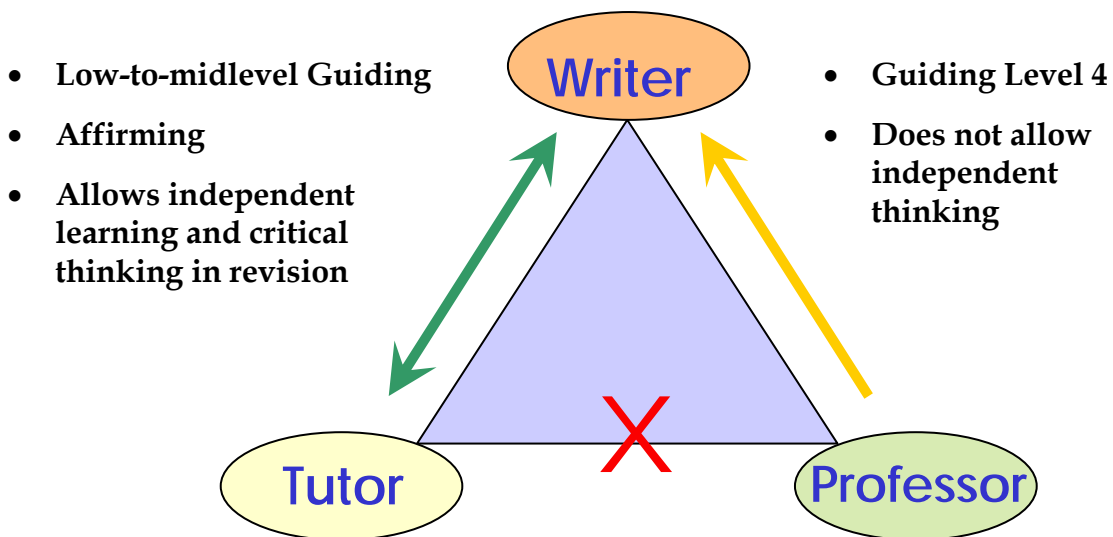 Writer
• Low-to-midlevel Guiding
• Affirming
• Allows independent
learning and critical
thinking in revision
• Guiding Level 4
• Does not allow
independent
thinking
X
Tutor
Professor